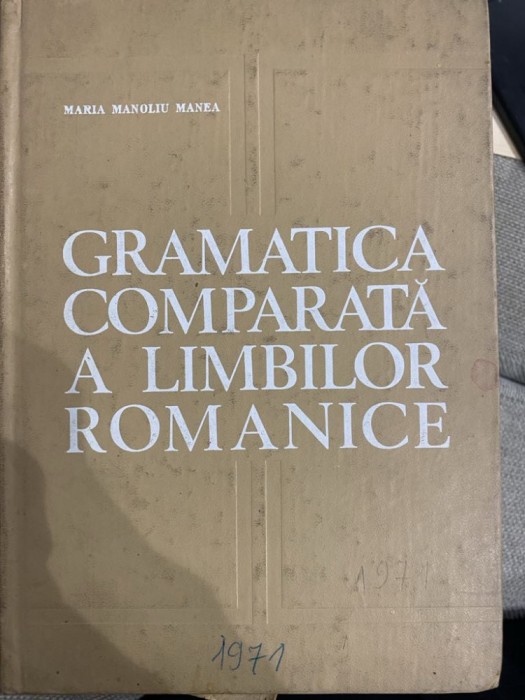 MARIA MANOLIU MANEA
GRAMATICA
COMPARATĂ
A LIMBILOR
ROMANICE
1971
1971